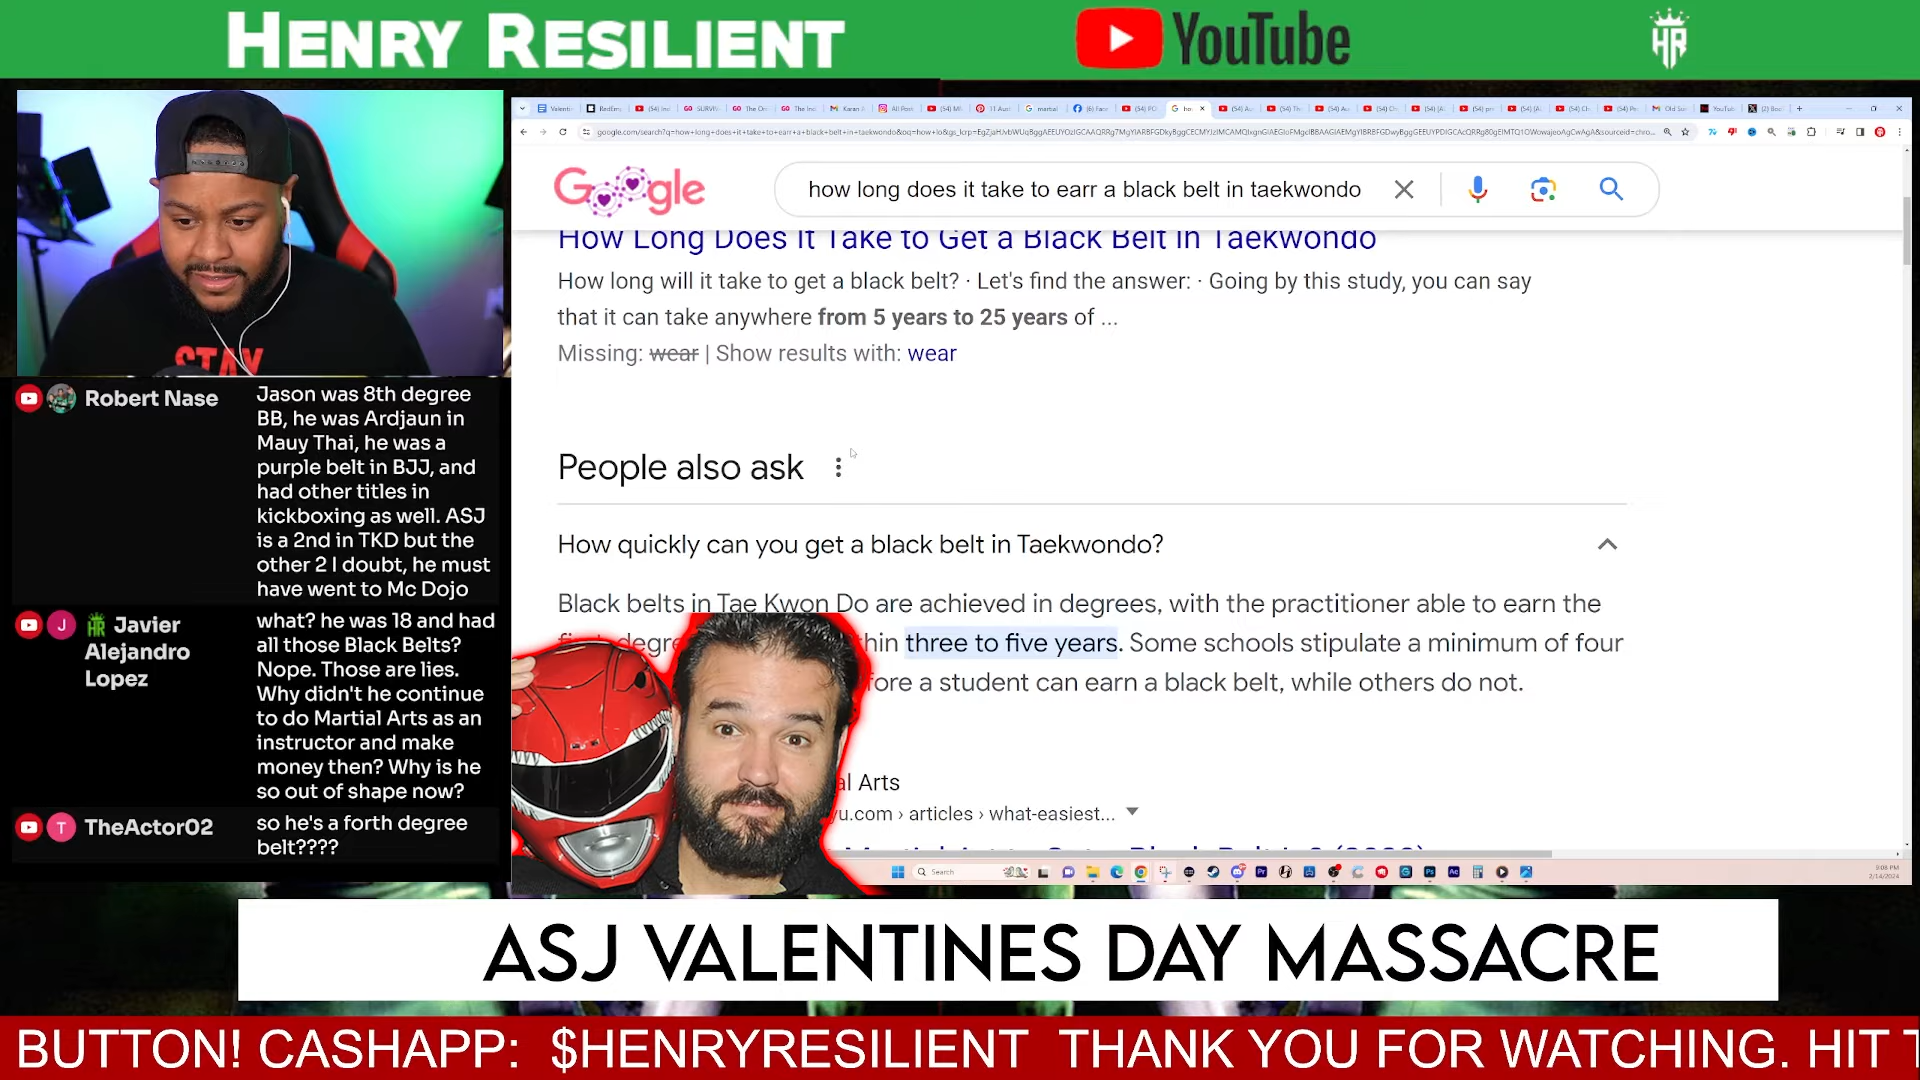 HENRY RESILIENT
YouTube
HR
Google
how long does it take to earr a black belt in taekwondo
How Long Does It Take to Get a Black Belt in Taekwondo
How long will it take to get a black belt? · Let's find the answer: · Going by this study, you can say
that it can take anywhere from 5 years to 25 years of ...
Missing: wear | Show results with: wear
People also ask
How quickly can you get a black belt in Taekwondo?
Black belts in Tae Kwon Do are achieved in degrees, with the practitioner able to earn the
three to five years. Some schools stipulate a minimum of four
a student can earn a black belt, while others do not.
Arts
› articles › what-easiest...
Search
9:08 PM
2/14/2024
STAY
Robert Nase
Jason was 8th degree
BB, he was Ardjaun in
Mauy Thai, he was a
purple belt in BJJ, and
had other titles in
kickboxing as well. ASJ
is a 2nd in TKD but the
other 2 I doubt, he must
have went to Mc Dojo
J
HR Javier
Alejandro
Lopez
what? he was 18 and had
all those Black Belts?
Nope. Those are lies.
Why didn't he continue
to do Martial Arts as an
instructor and make
money then? Why is he
so out of shape now?
T
TheActor02
so he's a forth degree
belt????
ASJ VALENTINES DAY MASSACRE
BUTTON! CASHAPP: $HENRYRESILIENT THANK YOU FOR WATCHING. HIT T